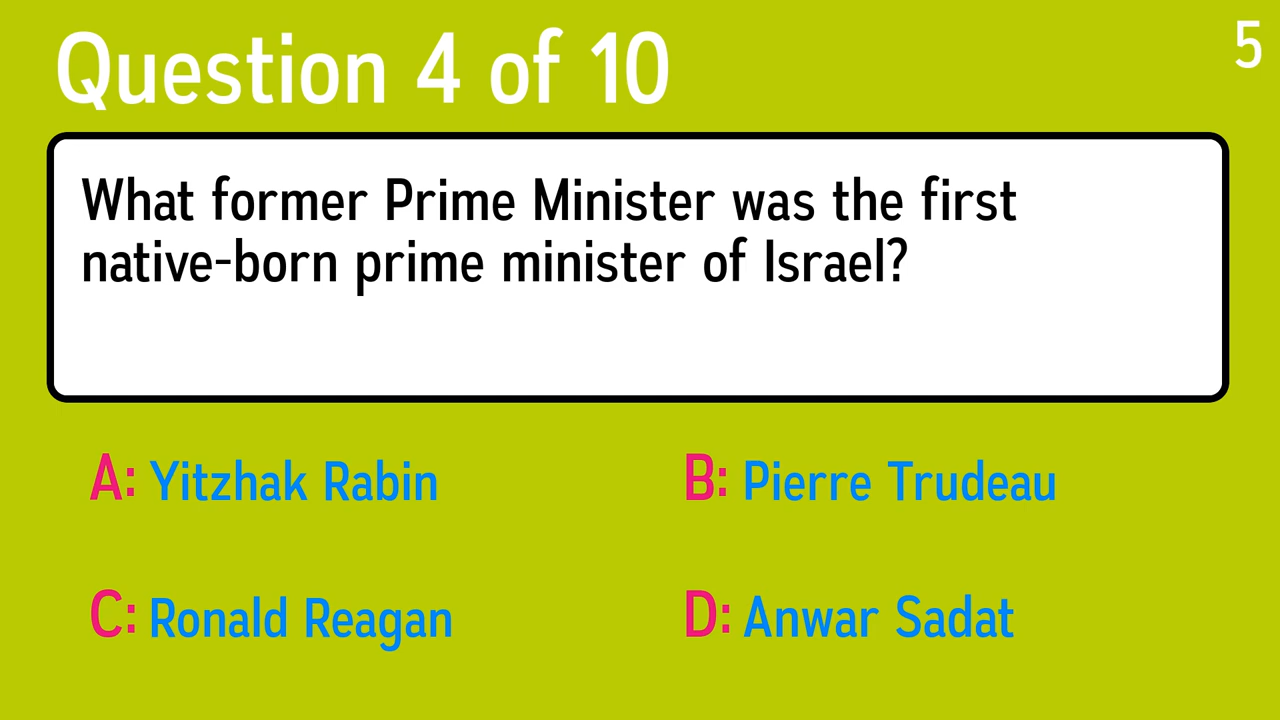 Question 4 of 10
5
What former Prime Minister was the first
native-born prime minister of Israel?
A: Yitzhak Rabin
B: Pierre Trudeau
C: Ronald Reagan
D: Anwar Sadat